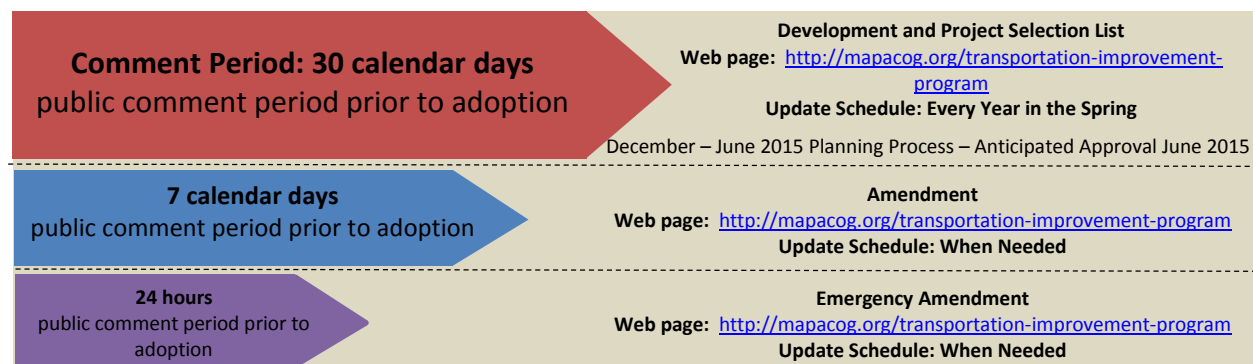 Comment Period: 30 calendar days
public comment period prior to adoption
Development and Project Selection List
Web page: http://mapacog.org/transportation-improvement-
program
Update Schedule: Every Year in the Spring
December – June 2015 Planning Process – Anticipated Approval June 2015
7 calendar days
public comment period prior to adoption
Amendment
Web page: http://mapacog.org/transportation-improvement-program
Update Schedule: When Needed
24 hours
public comment period prior to
adoption
Emergency Amendment
Web page: http://mapacog.org/transportation-improvement-program
Update Schedule: When Needed